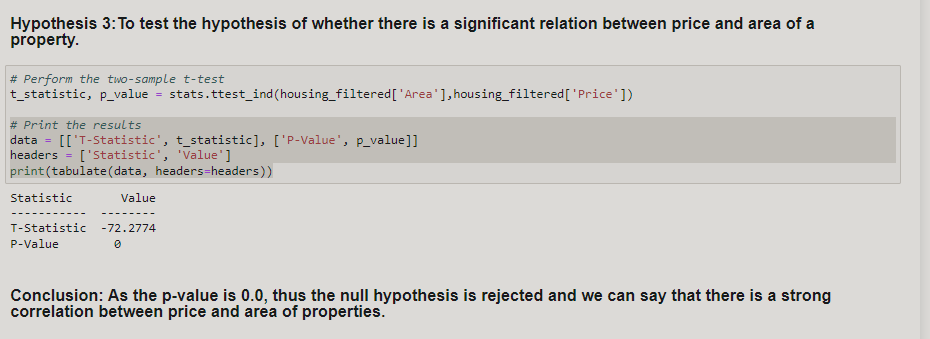 Hypothesis 3:To test the hypothesis of whether there is a significant relation between price and area of a
property.
# Perform the two-sample t-test
t_statistic, p_value = stats.ttest_ind(housing_filtered['Area'],housing_filtered['Price'])
# Print the results
data = [['T-Statistic', t_statistic], ['P-Value', p_value]]
headers = ['Statistic', 'Value']
print(tabulate(data, headers=headers))
Statistic Value
----------- --------
T-Statistic -72.2774
P-Value 0
Conclusion: As the p-value is 0.0, thus the null hypothesis is rejected and we can say that there is a strong
correlation between price and area of properties.